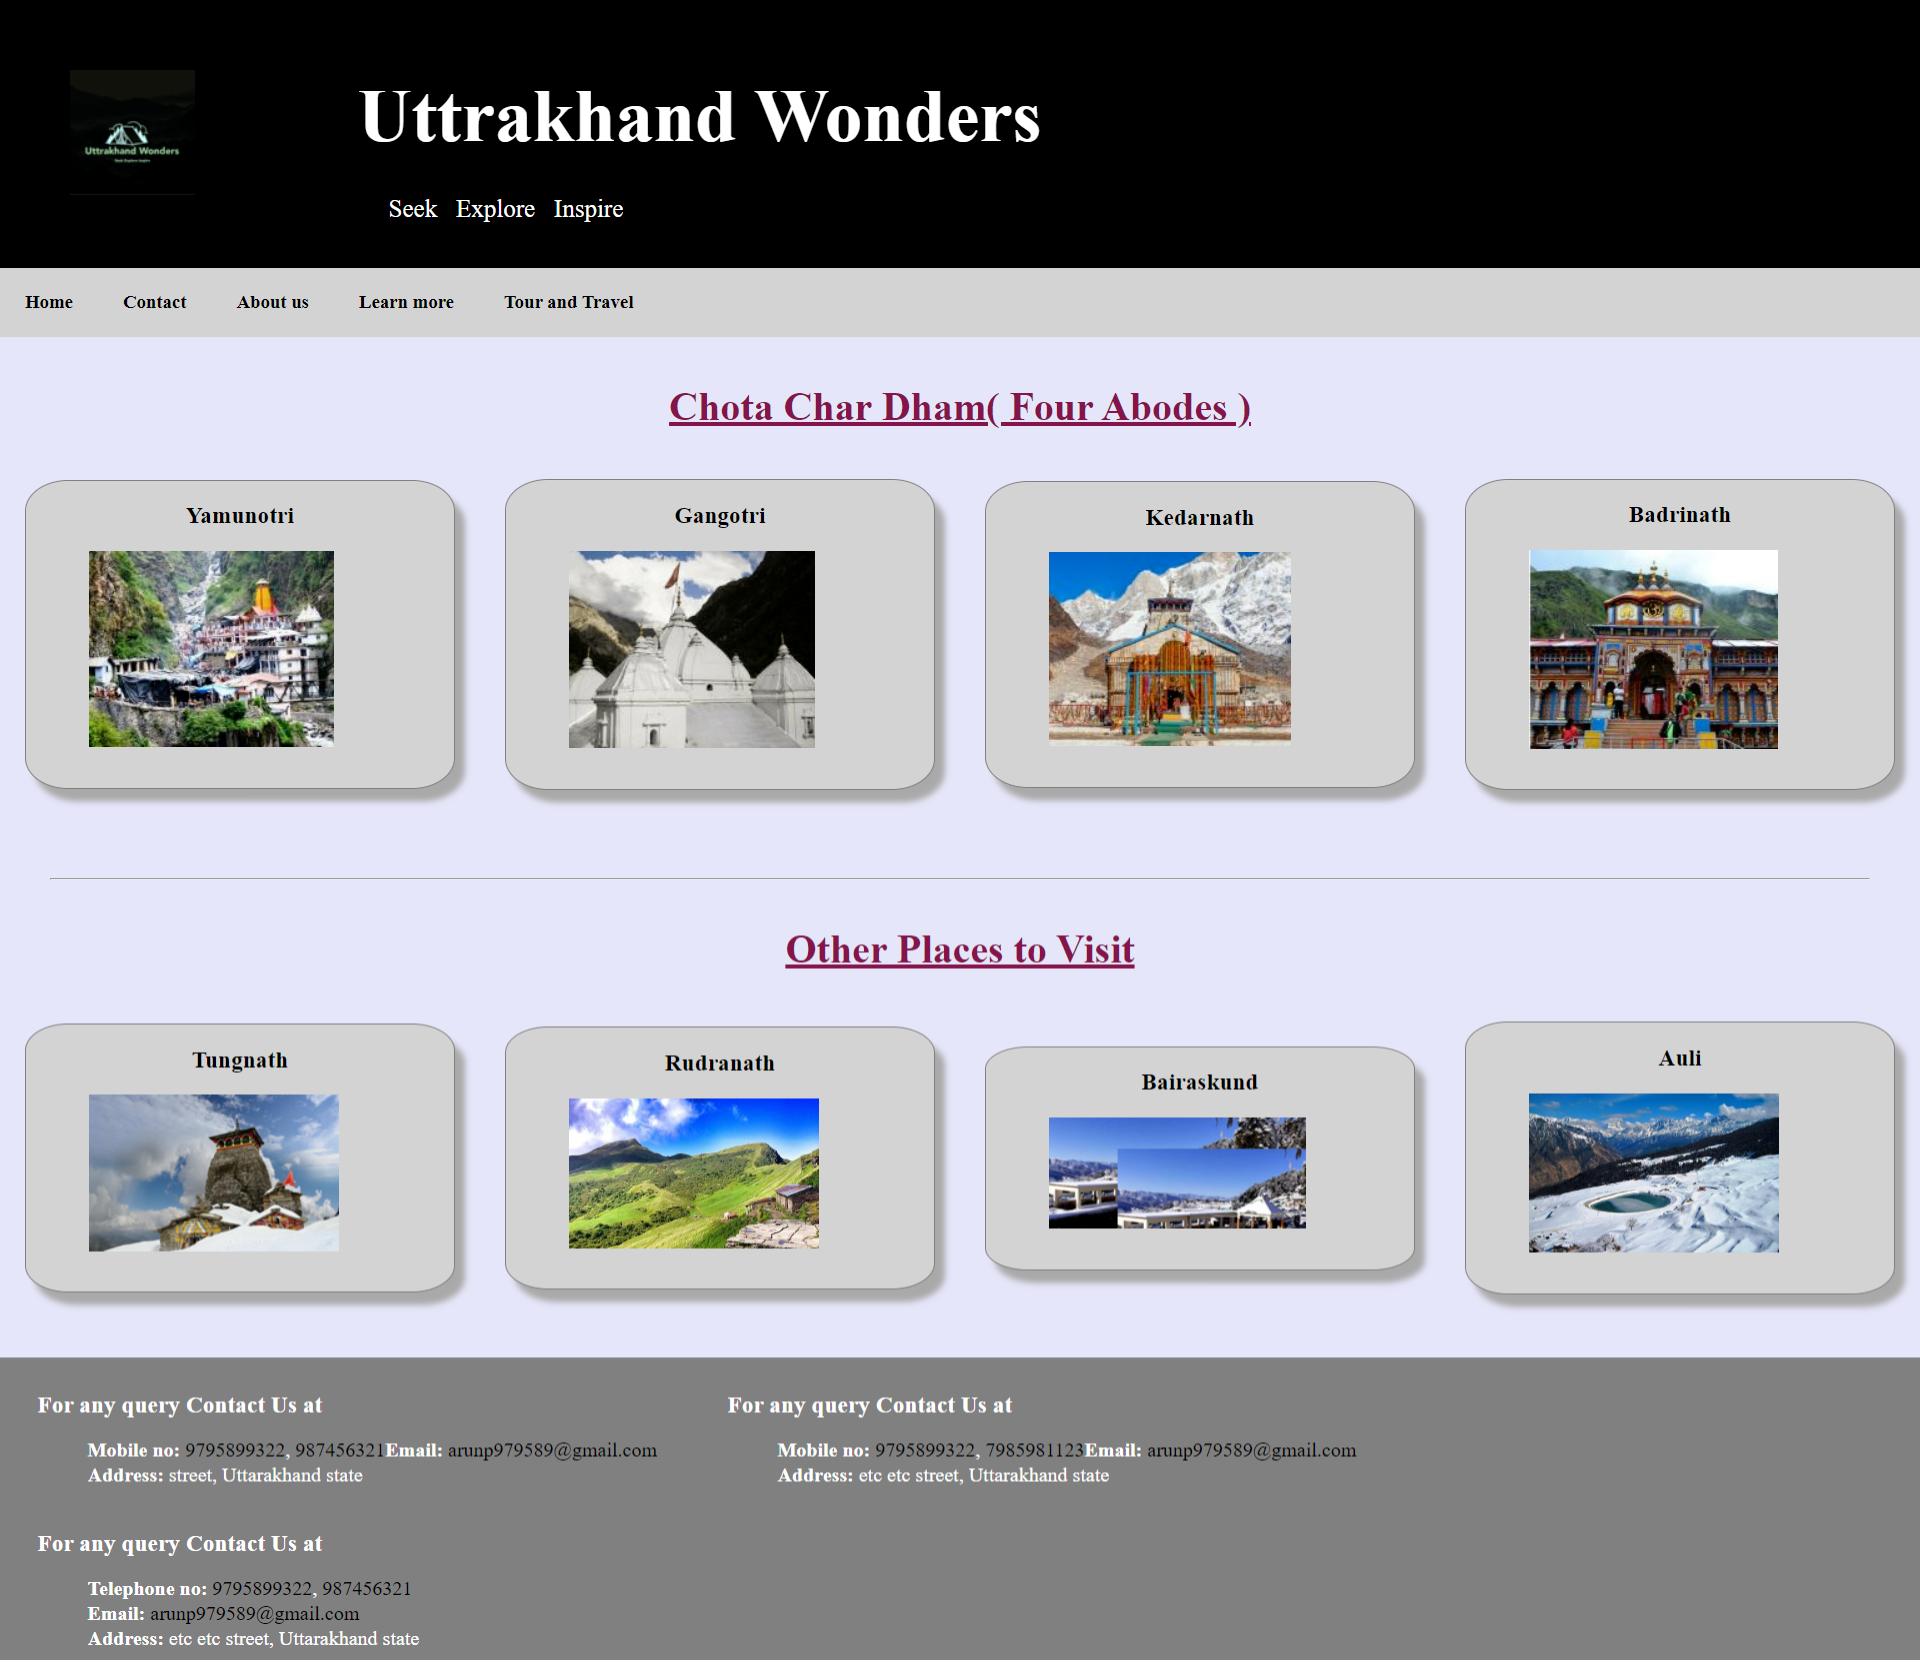 Uttrakhand Wonders
Seek Explore Inspire
Uttrakhand Wonders
Seek Explore Inspire
Home Contact About us Learn more Tour and Travel
Chota Char Dham( Four Abodes )
Yamunotri Gangotri Kedarnath Badrinath
Other Places to Visit
Tungnath Rudranath Bairaskund Auli
For any query Contact Us at
Mobile no: 9795899322, 987456321Email: arunp979589@gmail.com
Address: street, Uttarakhand state
For any query Contact Us at
Mobile no: 9795899322, 7985981123Email: arunp979589@gmail.com
Address: etc etc street, Uttarakhand state
For any query Contact Us at
Telephone no: 9795899322, 987456321
Email: arunp979589@gmail.com
Address: etc etc street, Uttarakhand state